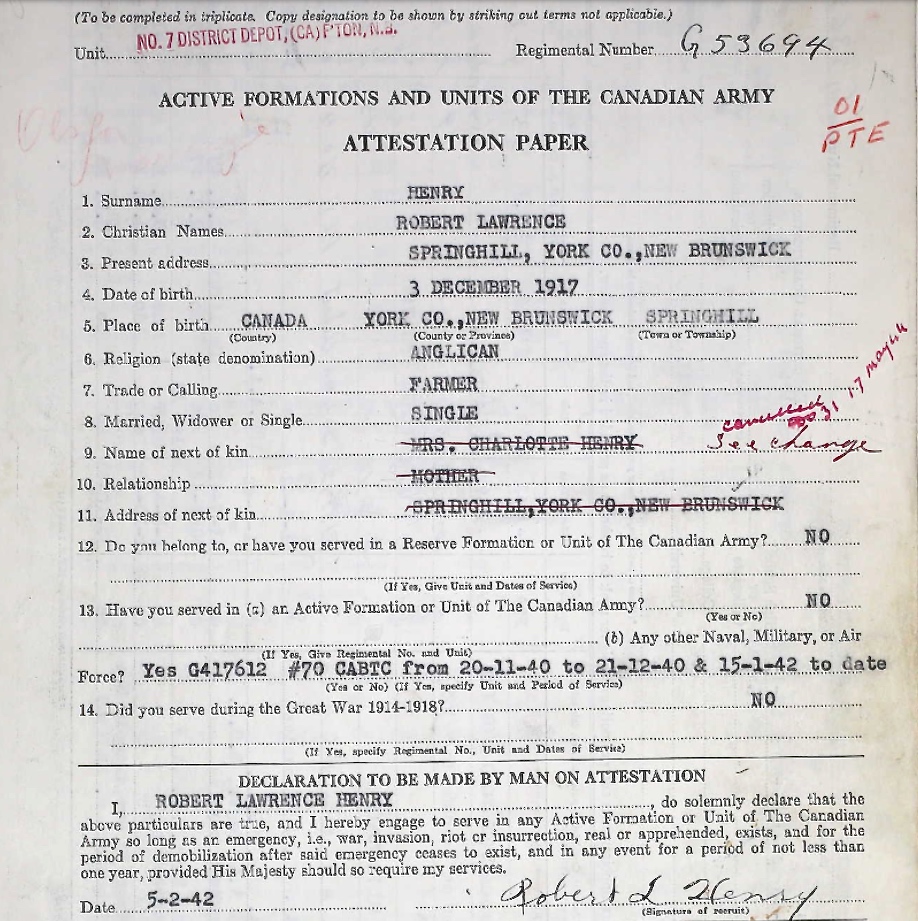 (To be completed in triplicate. Copy designation to be shown by striking out terms not applicable.)
Unit NO. 7 DISTRICT DEPOT, (CA) F'TON, N.B. Regimental Number G 53694
ACTIVE FORMATIONS AND UNITS OF THE CANADIAN ARMY
01
PTE
ATTESTATION PAPER
1. Surname HENRY
2. Christian Names ROBERT LAWRENCE
3. Present address SPRINGHILL, YORK CO.,NEW BRUNSWICK
4. Date of birth 3 DECEMBER 1917
5. Place of birth CANADA YORK CO.,NEW BRUNSWICK SPRINGHILL
(Country) (County or Province) (Town or Township)
6. Religion (state denomination) ANGLICAN
7. Trade or Calling FARMER
8. Married, Widower or Single SINGLE
cancelled
9. Name of next of kin MRS. CHARLOTTE HENRY See change
10. Relationship MOTHER
11. Address of next of kin SPRINGHILL,YORK CO.,NEW BRUNSWICK
12. Do you belong to, or have you served in a Reserve Formation or Unit of The Canadian Army? NO
(If Yes, Give Unit and Dates of Service)
13. Have you served in (a) an Active Formation or Unit of The Canadian Army? NO
(Yes or No)
(b) Any other Naval, Military, or Air
(If Yes, Give Regimental No. and Unit)
Force? Yes G417612 #70 CABTC from 20-11-40 to 21-12-40 & 15-1-42 to date
(Yes or No) (If Yes, specify Unit and Period of Service)
14. Did you serve during the Great War 1914-1918? NO
(If Yes, specify Regimental No., Unit and Dates of Service)
DECLARATION TO BE MADE BY MAN ON ATTESTATION
I, ROBERT LAWRENCE HENRY, do solemnly declare that the
above particulars are true, and I hereby engage to serve in any Active Formation or Unit of The Canadian
Army so long as an emergency, i.e., war, invasion, riot or insurrection, real or apprehended, exists, and for the
period of demobilization after said emergency ceases to exist, and in any event for a period of not less than
one year, provided His Majesty should so require my services.
Date 5-2-42 Robert L Henry
(Signature of recruit)